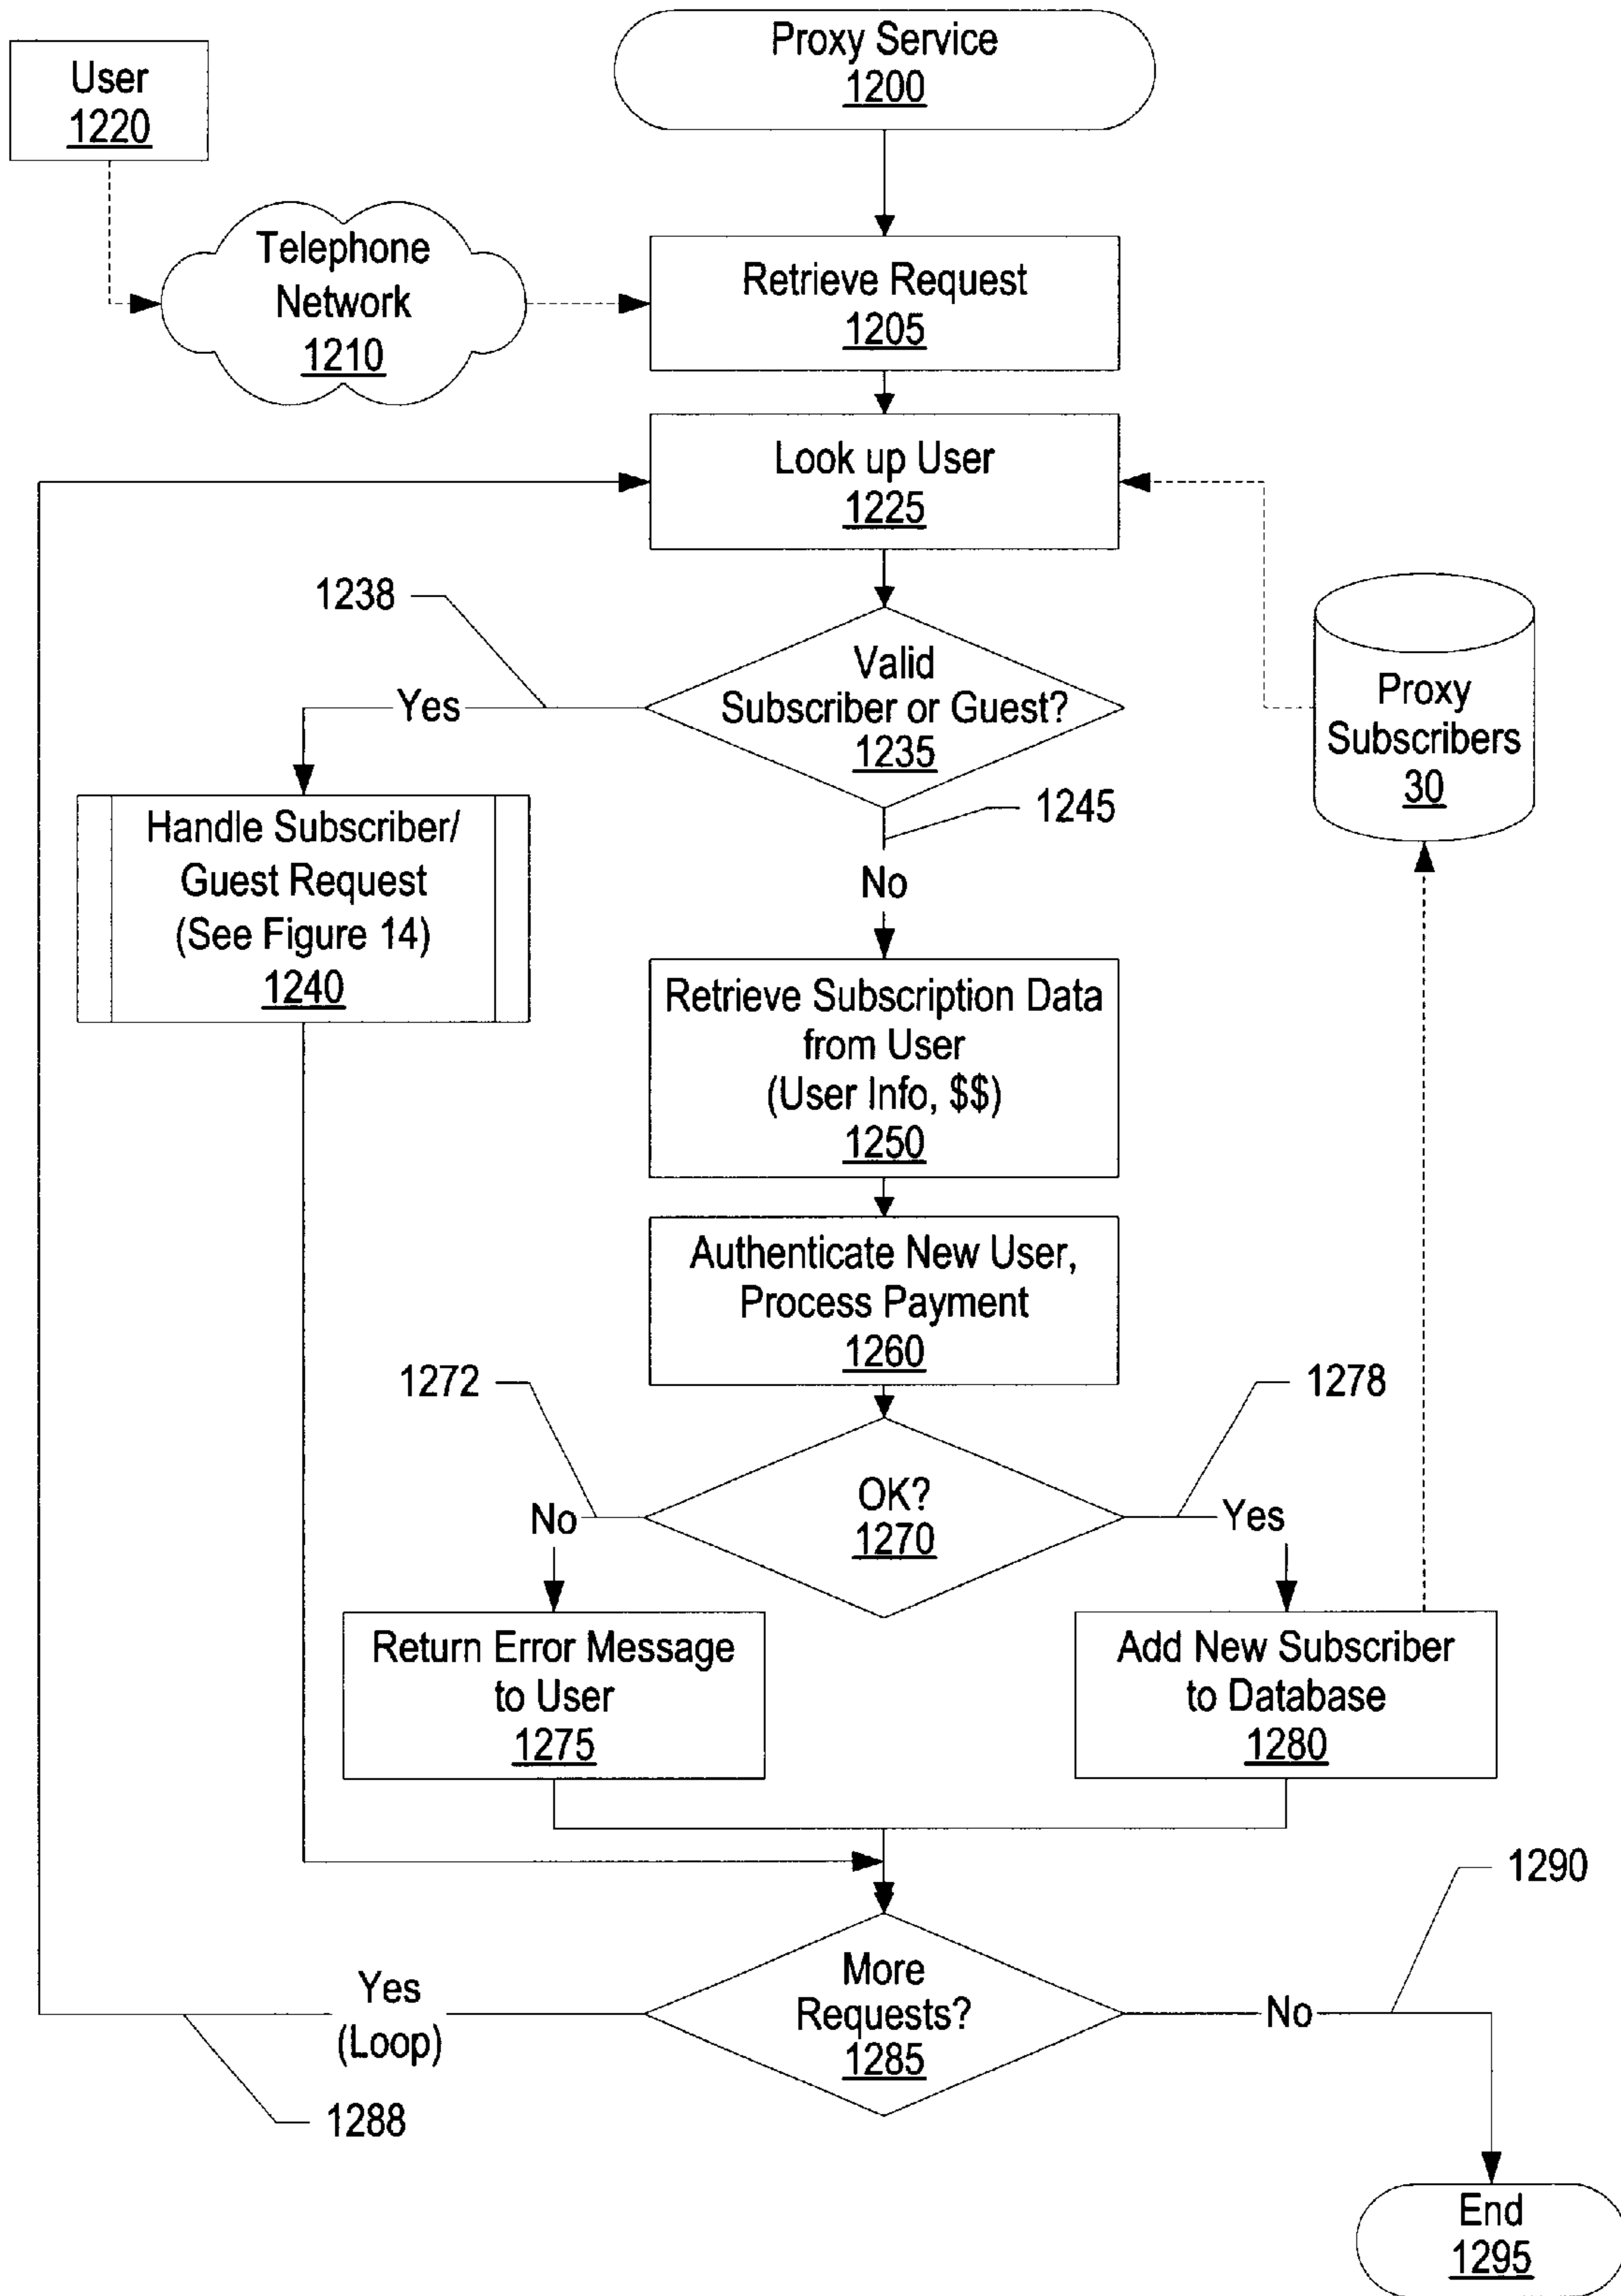 Proxy Service
1200
User
1220
Telephone
Network
1210
Retrieve Request
1205
Look up User
1225
1238
Valid
Subscriber or Guest?
1235
Yes
Proxy
Subscribers
30
1245
No
Handle Subscriber/
Guest Request
(See Figure 14)
1240
Retrieve Subscription Data
from User
(User Info, $$)
1250
Authenticate New User,
Process Payment
1260
1272
1278
OK?
1270
No
Yes
Return Error Message
to User
1275
Add New Subscriber
to Database
1280
1290
More
Requests?
1285
Yes
(Loop)
No
1288
End
1295